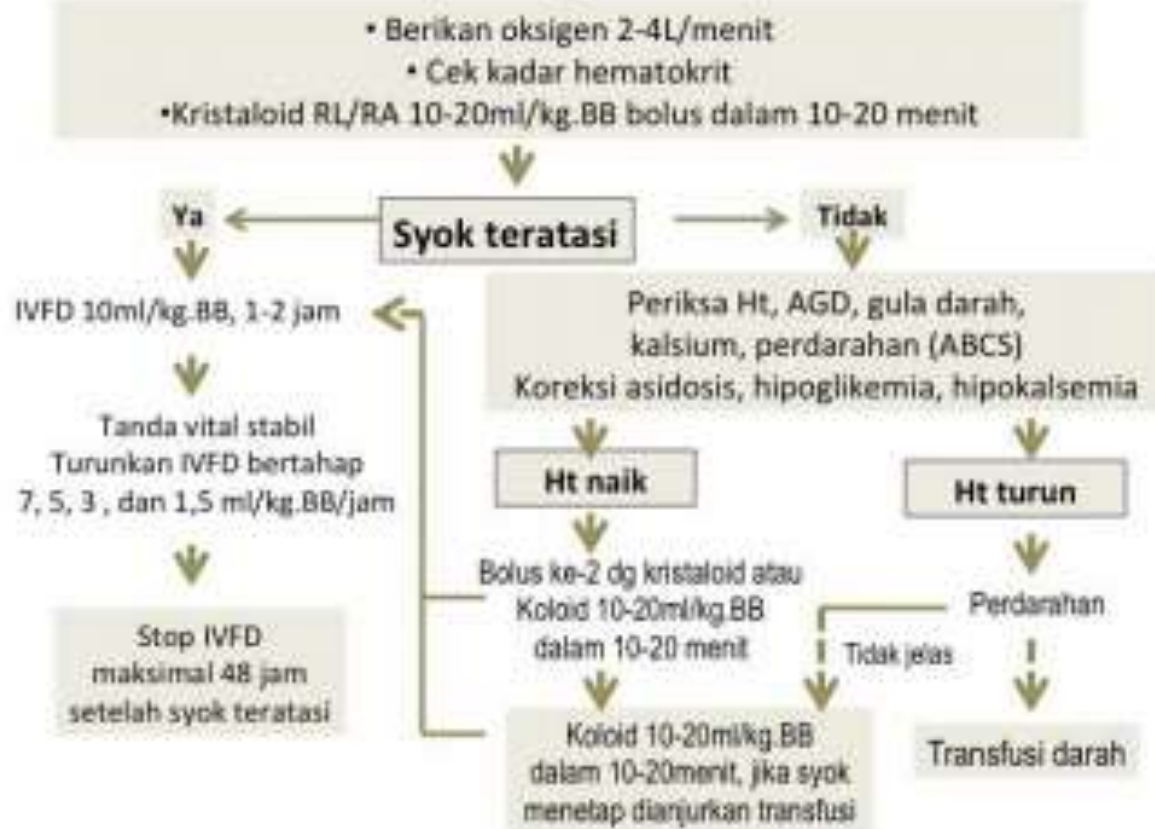 • Berikan oksigen 2-4L/menit
• Cek kadar hematokrit
•Kristaloid RL/RA 10-20ml/kg.BB bolus dalam 10-20 menit
Ya
Syok teratasi
Tidak
IVFD 10ml/kg.BB, 1-2 jam
Periksa Ht, AGD, gula darah,
kalsium, perdarahan (ABCS)
Koreksi asidosis, hipoglikemia, hipokalsemia
Tanda vital stabil
Turunkan IVFD bertahap
7, 5, 3 , dan 1,5 ml/kg.BB/jam
Ht naik
Ht turun
Bolus ke-2 dg kristaloid atau
Koloid 10-20ml/kg.BB
dalam 10-20 menit
Perdarahan
Tidak jelas
Stop IVFD
maksimal 48 jam
setelah syok teratasi
Koloid 10-20ml/kg.BB
dalam 10-20menit, jika syok
menetap dianjurkan transfusi
Transfusi darah